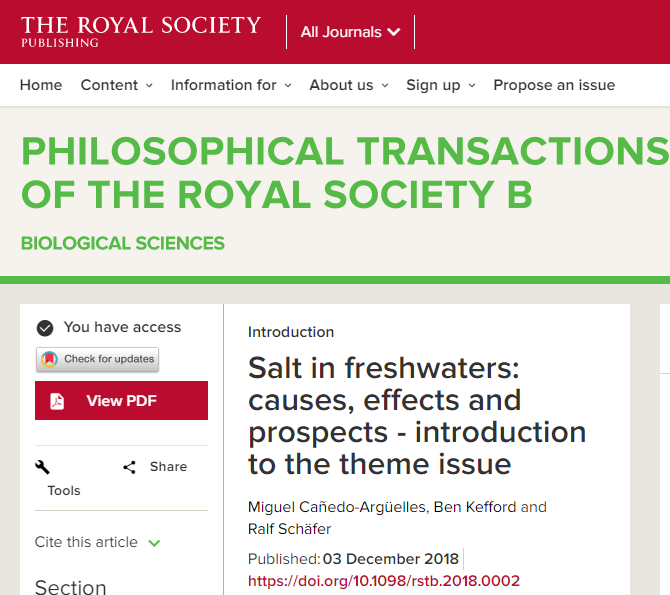 THE ROYAL SOCIETY
PUBLISHING
All Journals
Home Content Information for About us Sign up Propose an issue
PHILOSOPHICAL TRANSACTIONS
OF THE ROYAL SOCIETY B
BIOLOGICAL SCIENCES
You have access
Check for updates
View PDF
Tools
Share
Cite this article
Section
Introduction
Salt in freshwaters:
causes, effects and
prospects - introduction
to the theme issue
Miguel Cañedo-Argüelles, Ben Kefford and
Ralf Schäfer
Published: 03 December 2018
https://doi.org/10.1098/rstb.2018.0002